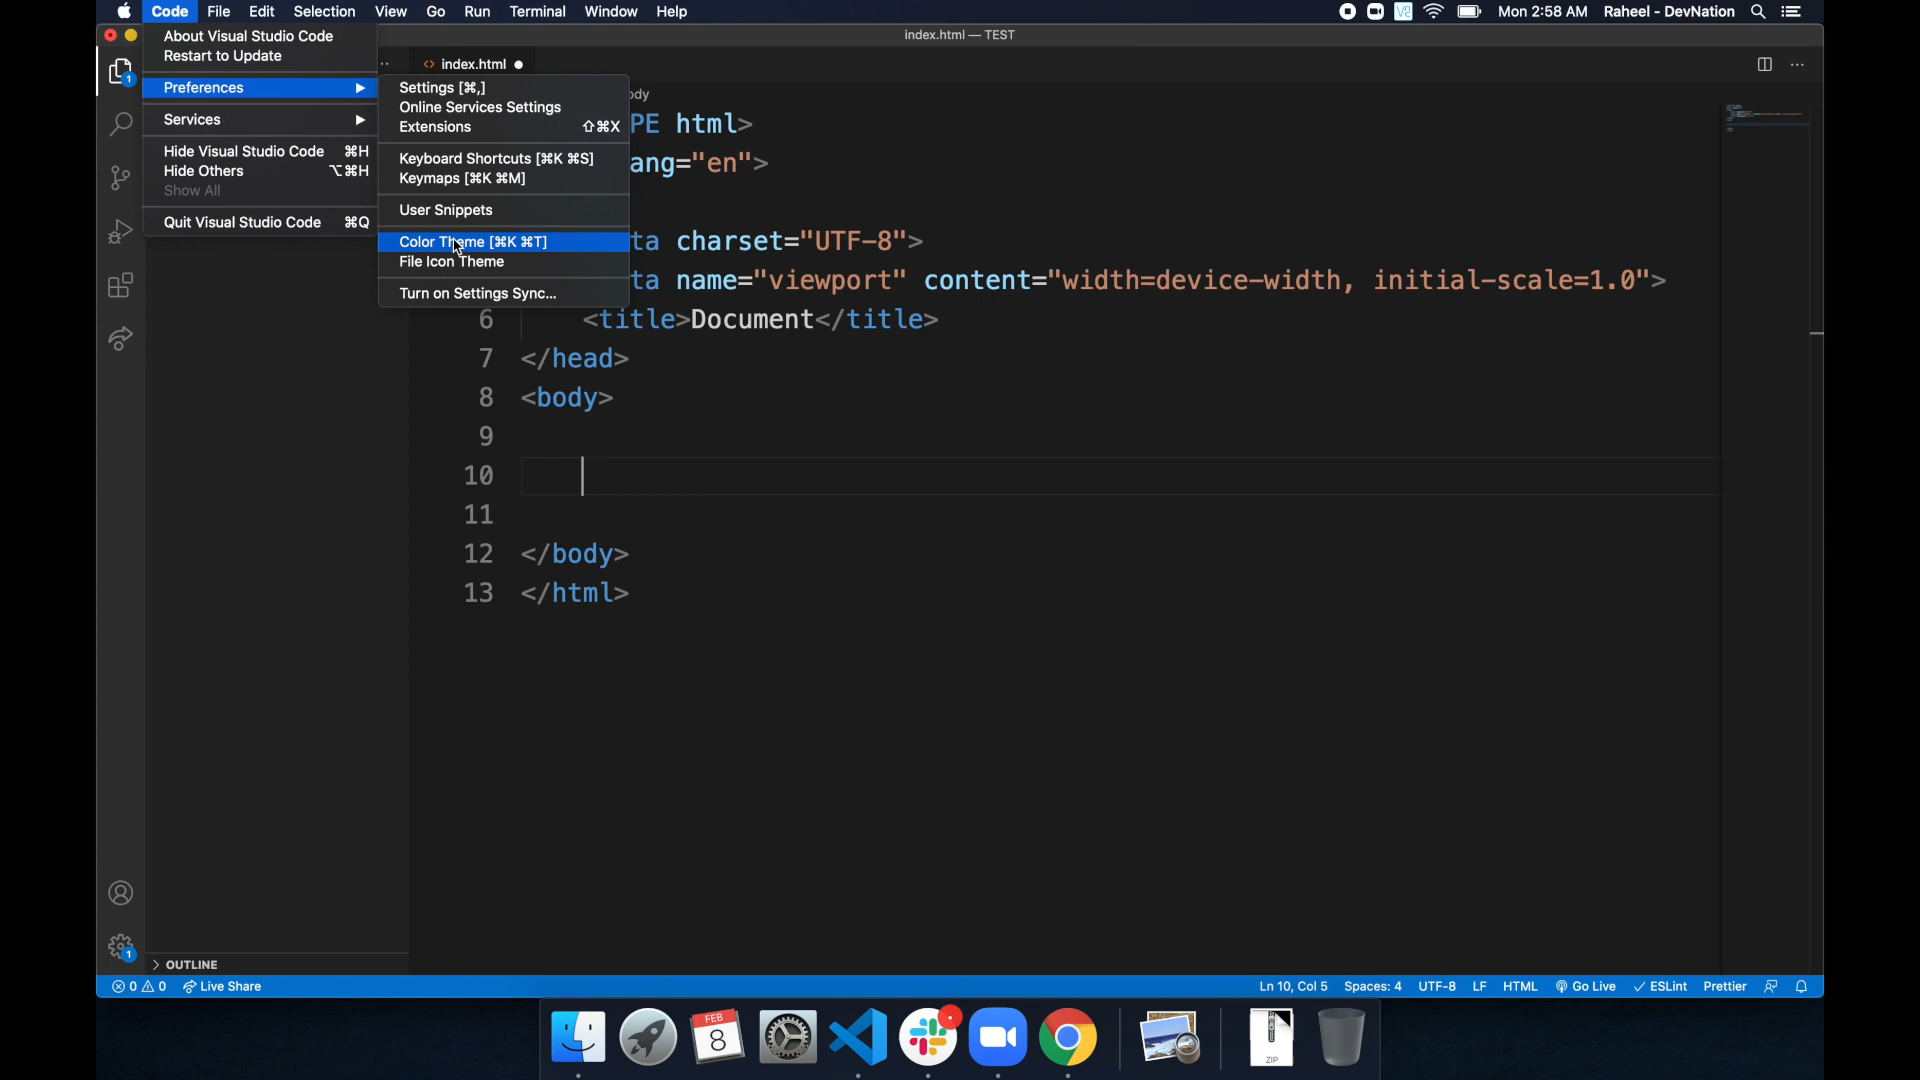 Code File Edit Selection View Go Run Terminal Window Help Mon 2:58 AM Raheel - DevNation
index.html — TEST
About Visual Studio Code
Restart to Update
Preferences
Services
Hide Visual Studio Code ⌘H
Hide Others ⌥⌘H
Show All
Quit Visual Studio Code ⌘Q
Settings [⌘,]
Online Services Settings
Extensions ⇧⌘X
Keyboard Shortcuts [⌘K ⌘S]
Keymaps [⌘K ⌘M]
User Snippets
Color Theme [⌘K ⌘T]
File Icon Theme
Turn on Settings Sync...
<> index.html
ody
PE html>
ang="en">
ta charset="UTF-8">
ta name="viewport" content="width=device-width, initial-scale=1.0">
6 <title>Document</title>
7 </head>
8 <body>
9
10
11
12 </body>
13 </html>
1
1
> OUTLINE
0 0 Live Share Ln 10, Col 5 Spaces: 4 UTF-8 LF HTML Go Live ✓ ESLint Prettier
FEB
8
ZIP